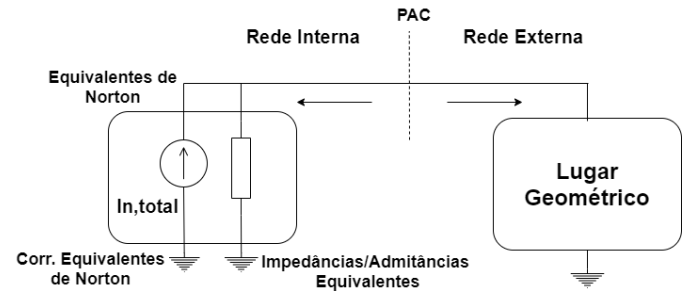 PAC
Rede Interna
Rede Externa
Equivalentes de
Norton
In,total
Lugar
Geométrico
Corr. Equivalentes
de Norton
Impedâncias/Admitâncias
Equivalentes